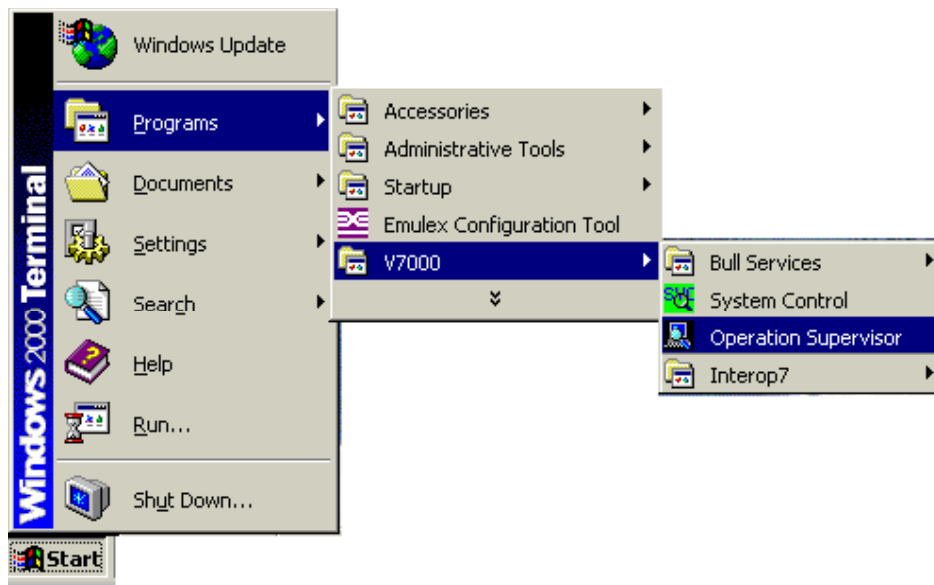 Windows Update
Programs
Documents
Settings
Search
Help
Run...
Shut Down...
Windows 2000 Terminal
Start
Accessories
Administrative Tools
Startup
Emulex Configuration Tool
V7000
Bull Services
System Control
Operation Supervisor
Interop7